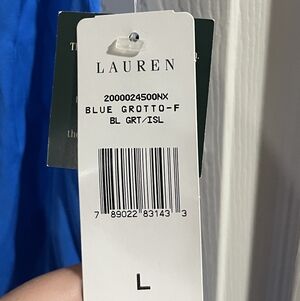 LAUREN
2000024500NX
BLUE GROTTO-F
BL GRT/ISL
7 89022 83143 3
L